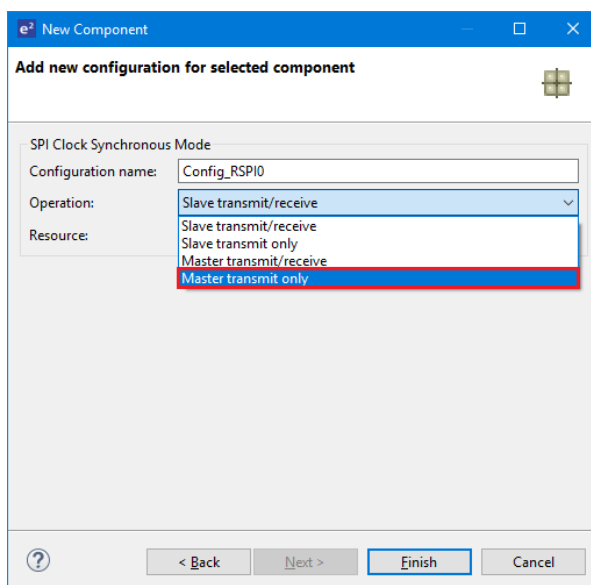 e² New Component
Add new configuration for selected component
SPI Clock Synchronous Mode
Configuration name: Config_RSPI0
Operation: Slave transmit/receive
Slave transmit/receive
Slave transmit only
Resource:
Master transmit/receive
Master transmit only
?
< Back Next > Finish Cancel